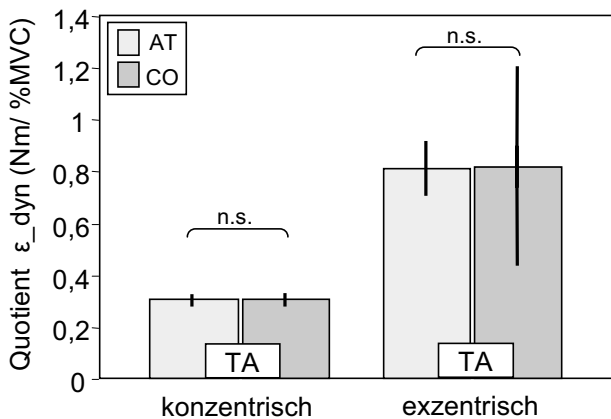 Quotient ε_dyn (Nm/ %MVC)
1,4
1,2
1
0,8
0,6
0,4
0,2
0
AT
CO
n.s.
n.s.
TA
TA
konzentrisch
exzentrisch